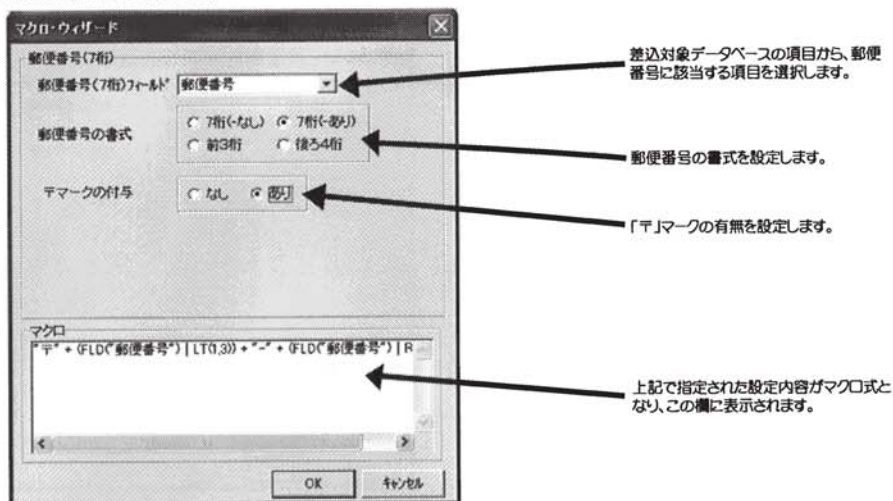 マクロ・ウィザード
郵便番号(7桁)
郵便番号(7桁)フィールド 郵便番号
郵便番号の書式
7桁(-なし) 7桁(-あり)
前3桁 後ろ4桁
〒マークの付与
なし あり
マクロ
"〒" + (FLD("郵便番号") | LT(1,3)) + "-" + (FLD("郵便番号") | R
OK キャンセル
差込対象データベースの項目から、郵便
番号に該当する項目を選択します。
郵便番号の書式を設定します。
「〒」マークの有無を設定します。
上記で指定された設定内容がマクロ式と
なり、この欄に表示されます。